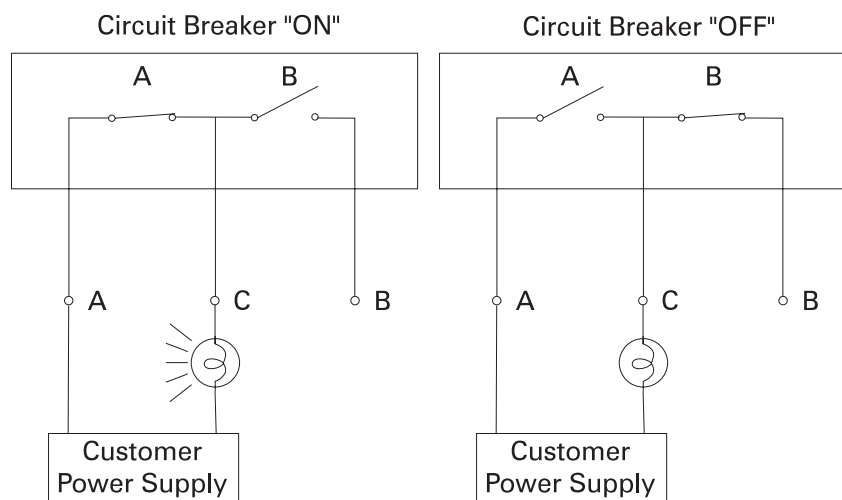 Circuit Breaker "ON"
A
B
A
C
B
Customer
Power Supply
Circuit Breaker "OFF"
A
B
A
C
B
Customer
Power Supply